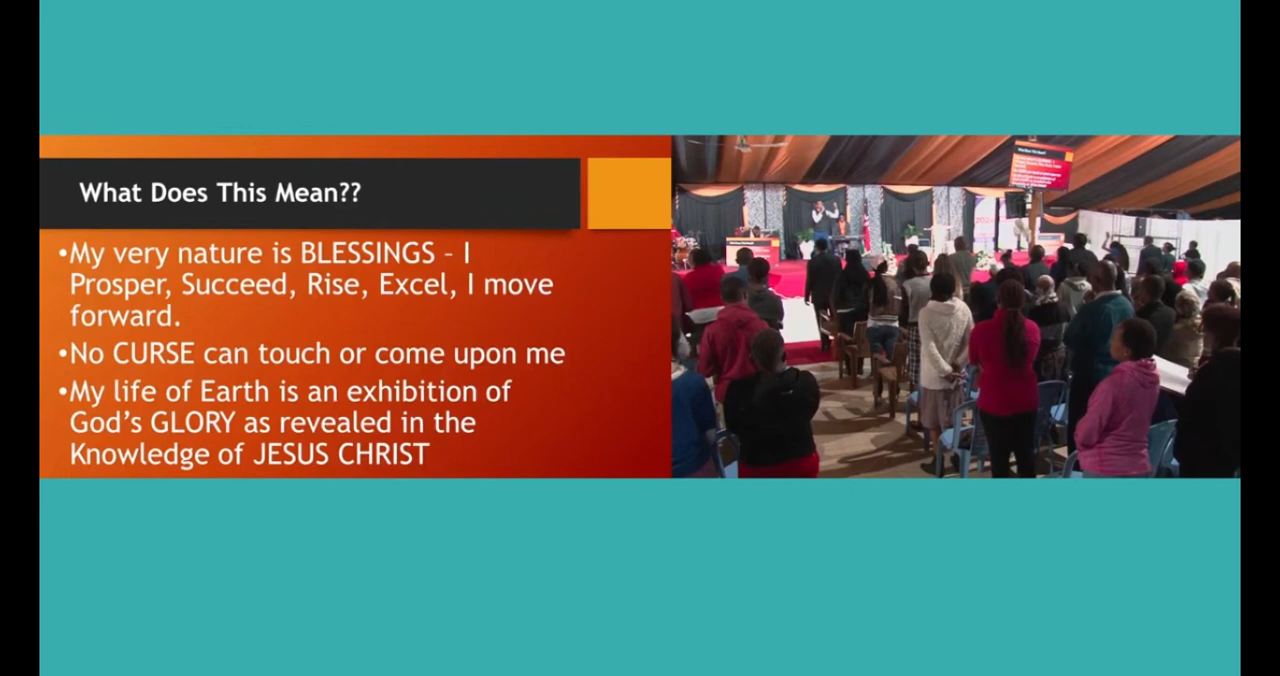 What Does This Mean??
•My very nature is BLESSINGS – I
Prosper, Succeed, Rise, Excel, I move
forward.
•No CURSE can touch or come upon me
•My life of Earth is an exhibition of
God's GLORY as revealed in the
Knowledge of JESUS CHRIST